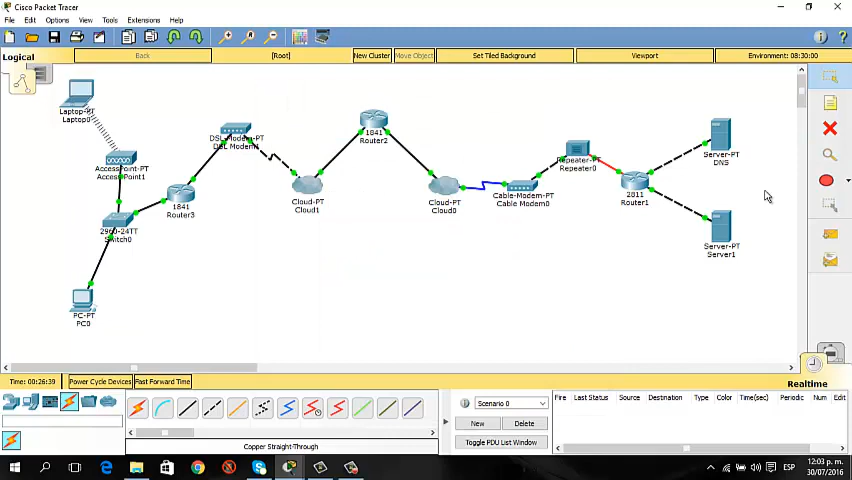 Cisco Packet Tracer
File Edit Options View Tools Extensions Help
Logical Back [Root] New Cluster Move Object Set Tiled Background Viewport Environment: 08:30:00
Laptop-PT
Laptop0
AccessPoint-PT
AccessPoint1
2960-24TT
Switch0
PC-PT
PC0
1841
Router3
DSL-Modem-PT
DSL Modem1
Cloud-PT
Cloud1
1841
Router2
Cloud-PT
Cloud0
Cable-Modem-PT
Cable Modem0
Repeater-PT
Repeater0
2811
Router1
Server-PT
DNS
Server-PT
Server1
Realtime
Time: 00:26:39 Power Cycle Devices Fast Forward Time
Scenario 0
New Delete
Toggle PDU List Window
Fire Last Status Source Destination Type Color Time(sec) Periodic Num Edit
Copper Straight-Through
ESP
12:03 p. m.
30/07/2016